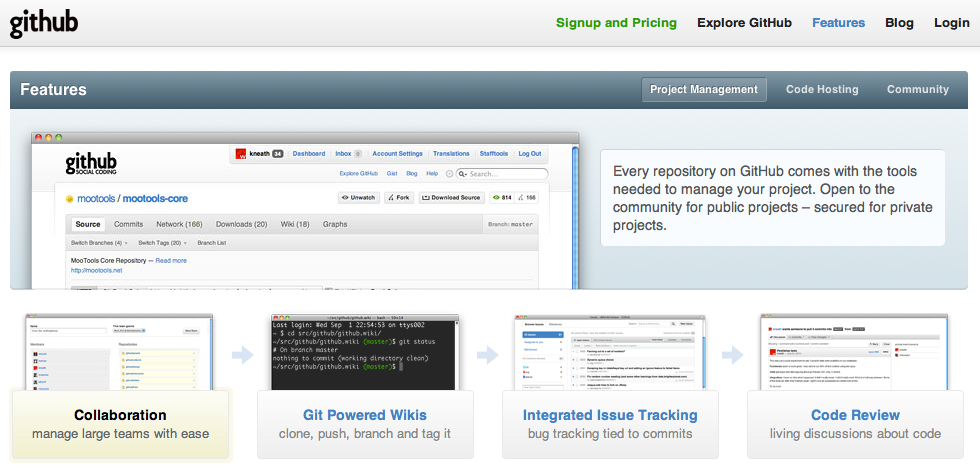 github
Signup and Pricing Explore GitHub Features Blog Login
Features
Project Management Code Hosting Community
github
SOCIAL CODING
kneath 34 Dashboard Inbox 0 Account Settings Translations Stafftools Log Out
Explore GitHub Gist Blog Help Search...
mootools / mootools-core
Unwatch Fork Download Source 814 166
Source Commits Network (166) Downloads (20) Wiki (18) Graphs Branch: master
Switch Branches (4) Switch Tags (20) Branch List
MooTools Core Repository — Read more
http://mootools.net
Every repository on GitHub comes with the tools
needed to manage your project. Open to the
community for public projects – secured for private
projects.
~/src/github/github.wiki
Last login: Wed Sep 1 22:54:53 on ttys002
~ $ cd src/github/github.wiki/
~/src/github/github.wiki (master)$ git status
# On branch master
nothing to commit (working directory clean)
~/src/github/github.wiki (master)$
Collaboration
manage large teams with ease
Git Powered Wikis
clone, push, branch and tag it
Integrated Issue Tracking
bug tracking tied to commits
Code Review
living discussions about code